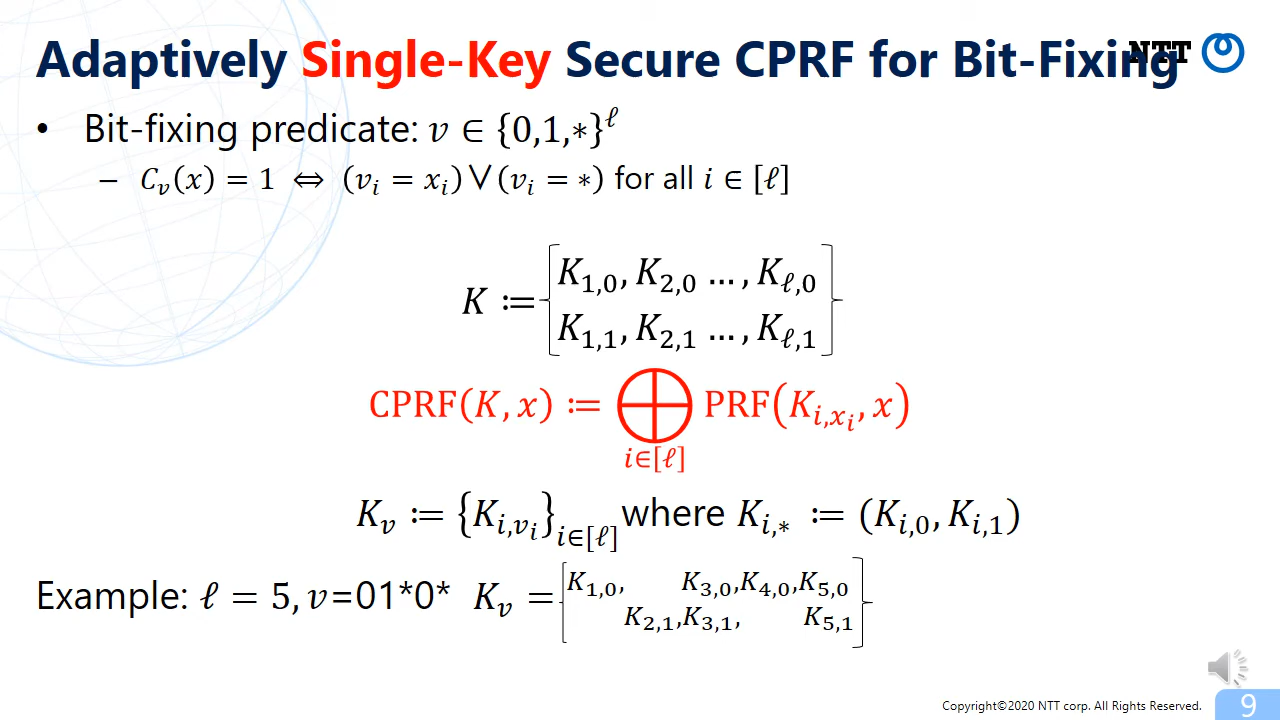 Adaptively Single-Key Secure CPRF for Bit-Fixing
NTT
• Bit-fixing predicate: 𝑣 ∈ {0,1,∗}^ℓ
– 𝐶_𝑣(𝑥) = 1 ⇔ (𝑣_𝑖 = 𝑥_𝑖)⋁(𝑣_𝑖 = ∗) for all 𝑖 ∈ [ℓ]
𝐾 ≔ [𝐾_{1,0}, 𝐾_{2,0} …, 𝐾_{ℓ,0}
𝐾_{1,1}, 𝐾_{2,1} …, 𝐾_{ℓ,1}]
CPRF(𝐾, 𝑥) ≔ ⨁_{𝑖∈[ℓ]} PRF(𝐾_{𝑖,𝑥_𝑖}, 𝑥)
𝐾_𝑣 ≔ {𝐾_{𝑖,𝑣_𝑖}}_{𝑖∈[ℓ]} where 𝐾_{𝑖,∗} ≔ (𝐾_{𝑖,0}, 𝐾_{𝑖,1})
Example: ℓ = 5, 𝑣=01*0* 𝐾_𝑣 = [𝐾_{1,0}, 𝐾_{3,0},𝐾_{4,0},𝐾_{5,0}
𝐾_{2,1},𝐾_{3,1}, 𝐾_{5,1}]
Copyright©2020 NTT corp. All Rights Reserved.
9